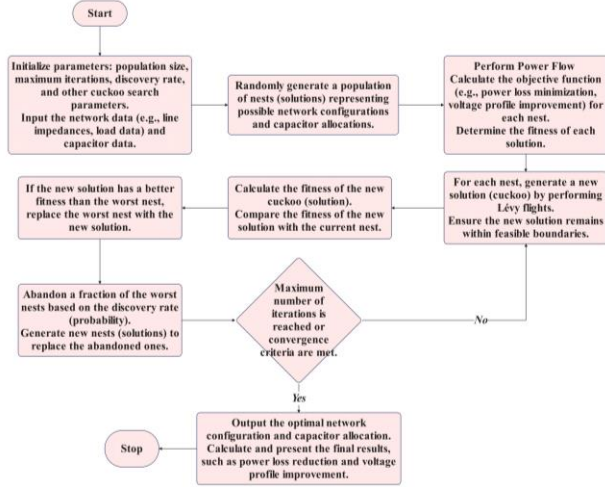 Start
Initialize parameters: population size,
maximum iterations, discovery rate,
and other cuckoo search
parameters.
Input the network data (e.g., line
impedances, load data) and
capacitor data.
Randomly generate a population
of nests (solutions) representing
possible network configurations
and capacitor allocations.
Perform Power Flow
Calculate the objective function
(e.g., power loss minimization,
voltage profile improvement) for
each nest.
Determine the fitness of each
solution.
For each nest, generate a new
solution (cuckoo) by performing
Lévy flights.
Ensure the new solution remains
within feasible boundaries.
Calculate the fitness of the new
cuckoo (solution).
Compare the fitness of the new
solution with the current nest.
If the new solution has a better
fitness than the worst nest,
replace the worst nest with the
new solution.
Abandon a fraction of the worst
nests based on the discovery rate
(probability).
Generate new nests (solutions) to
replace the abandoned ones.
Maximum
number of
iterations is
reached or
convergence
criteria are met.
No
Yes
Output the optimal network
configuration and capacitor allocation.
Calculate and present the final results,
such as power loss reduction and voltage
profile improvement.
Stop